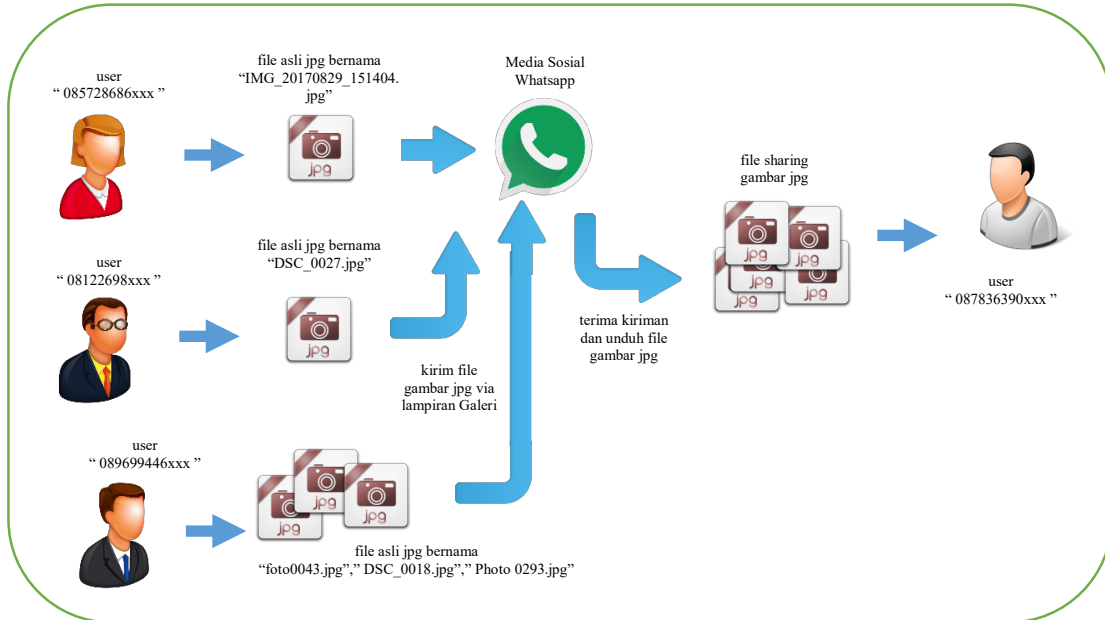 user
“ 085728686xxx ”
file asli jpg bernama
“IMG_20170829_151404.
jpg”
jpg
Media Sosial
Whatsapp
file sharing
gambar jpg
jpg
jpg
jpg
jpg
jpg
user
“ 087836390xxx ”
user
“ 08122698xxx ”
file asli jpg bernama
“DSC_0027.jpg”
jpg
kirim file
gambar jpg via
lampiran Galeri
terima kiriman
dan unduh file
gambar jpg
user
“ 089699446xxx ”
jpg
jpg
jpg
file asli jpg bernama
“foto0043.jpg”,” DSC_0018.jpg”,” Photo 0293.jpg”